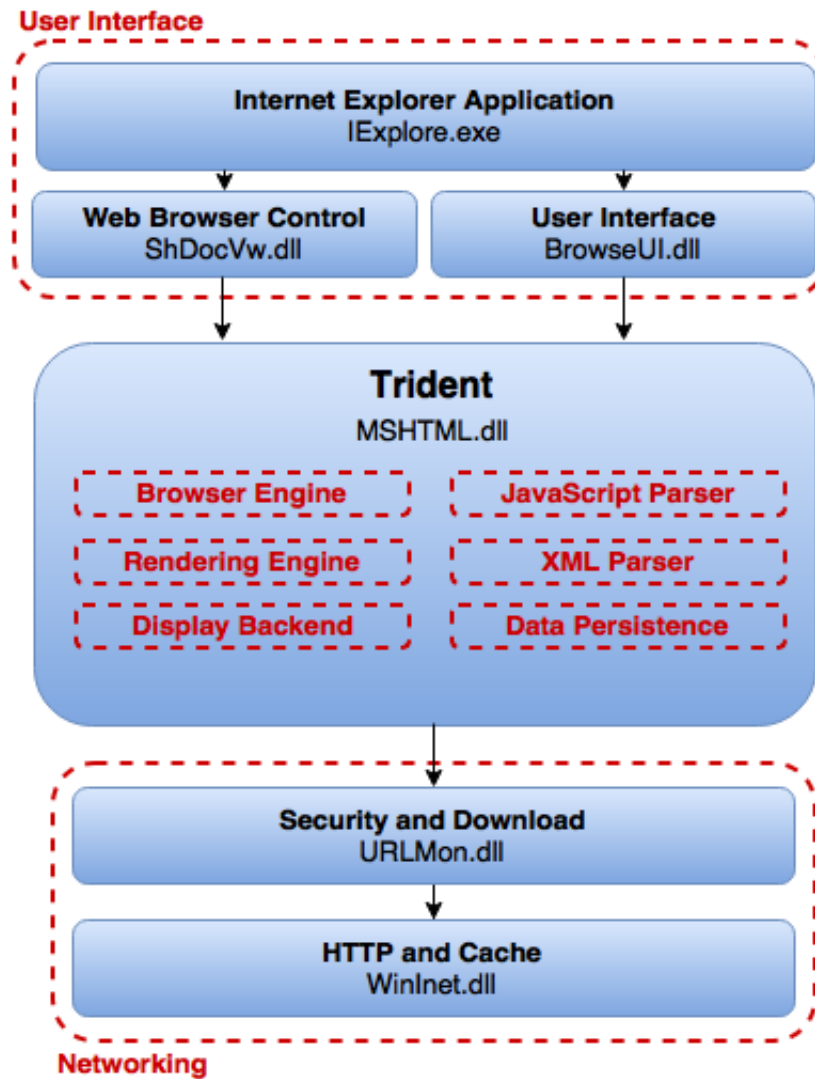 User Interface
Internet Explorer Application
IExplore.exe
Web Browser Control
ShDocVw.dll
User Interface
BrowseUI.dll
Trident
MSHTML.dll
Browser Engine
JavaScript Parser
Rendering Engine
XML Parser
Display Backend
Data Persistence
Security and Download
URLMon.dll
HTTP and Cache
WinInet.dll
Networking